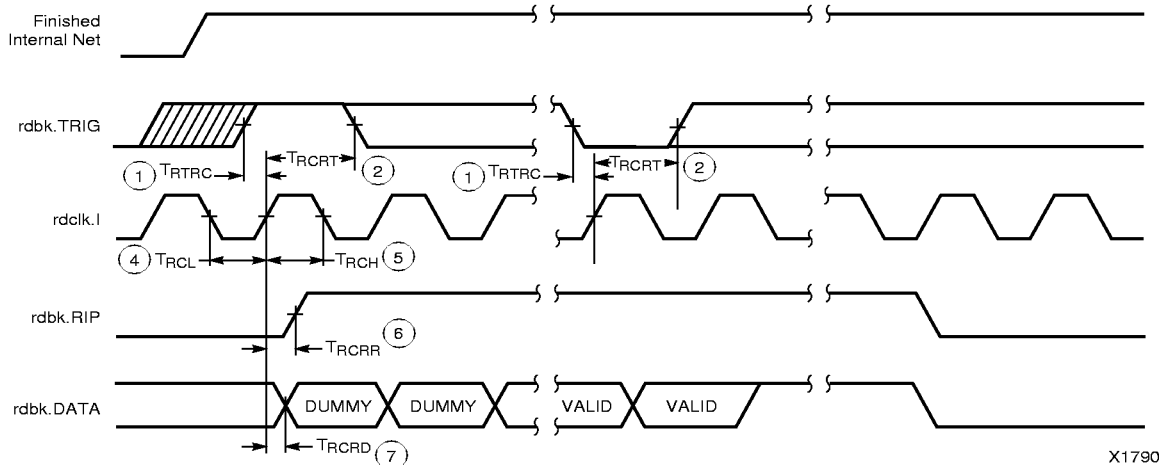 Finished
Internal Net
rdbk.TRIG
1 TRTRC
TRCRT
2
1 TRTRC
TRCRT
2
rdclk.I
4 TRCL
TRCH 5
rdbk.RIP
TRCRR 6
rdbk.DATA
DUMMY DUMMY VALID VALID
TRCRD 7
X1790